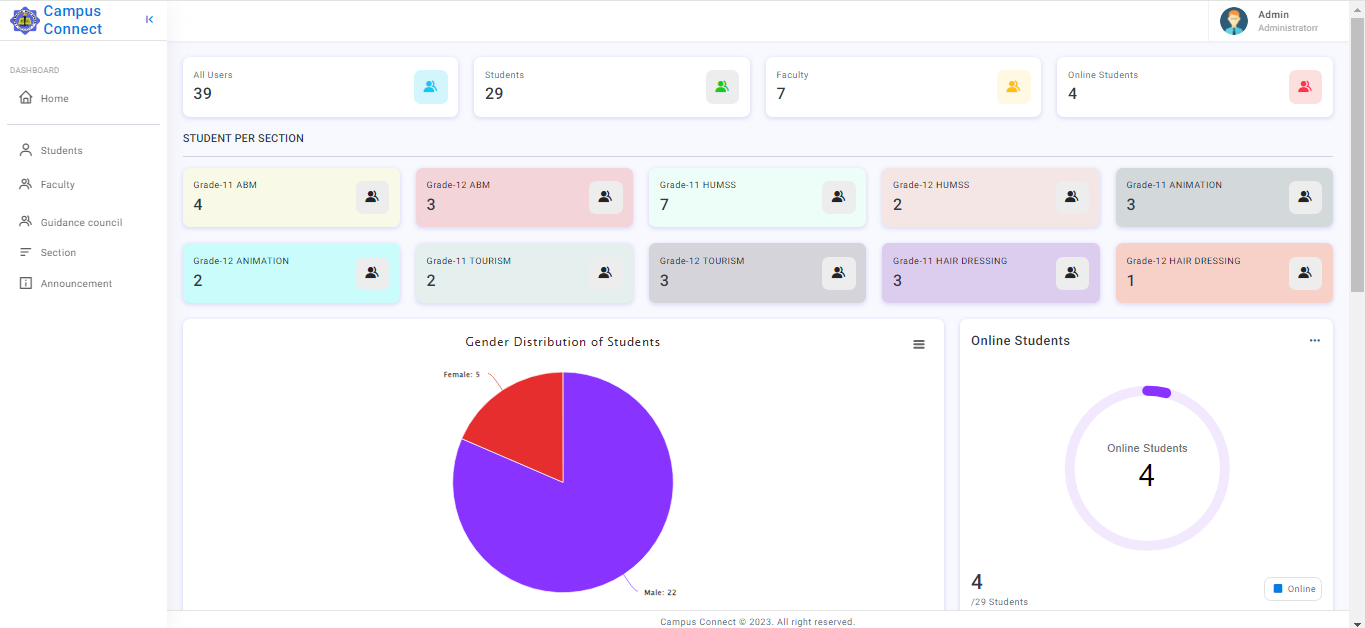 Campus
Connect
Admin
Administratorr
DASHBOARD
Home
Students
Faculty
Guidance council
Section
Announcement
All Users
39
Students
29
Faculty
7
Online Students
4
STUDENT PER SECTION
Grade-11 ABM
4
Grade-12 ABM
3
Grade-11 HUMSS
7
Grade-12 HUMSS
2
Grade-11 ANIMATION
3
Grade-12 ANIMATION
2
Grade-11 TOURISM
2
Grade-12 TOURISM
3
Grade-11 HAIR DRESSING
3
Grade-12 HAIR DRESSING
1
Gender Distribution of Students
Female: 5
Male: 22
Online Students
Online Students
4
4
/29 Students
Online
Campus Connect © 2023. All right reserved.